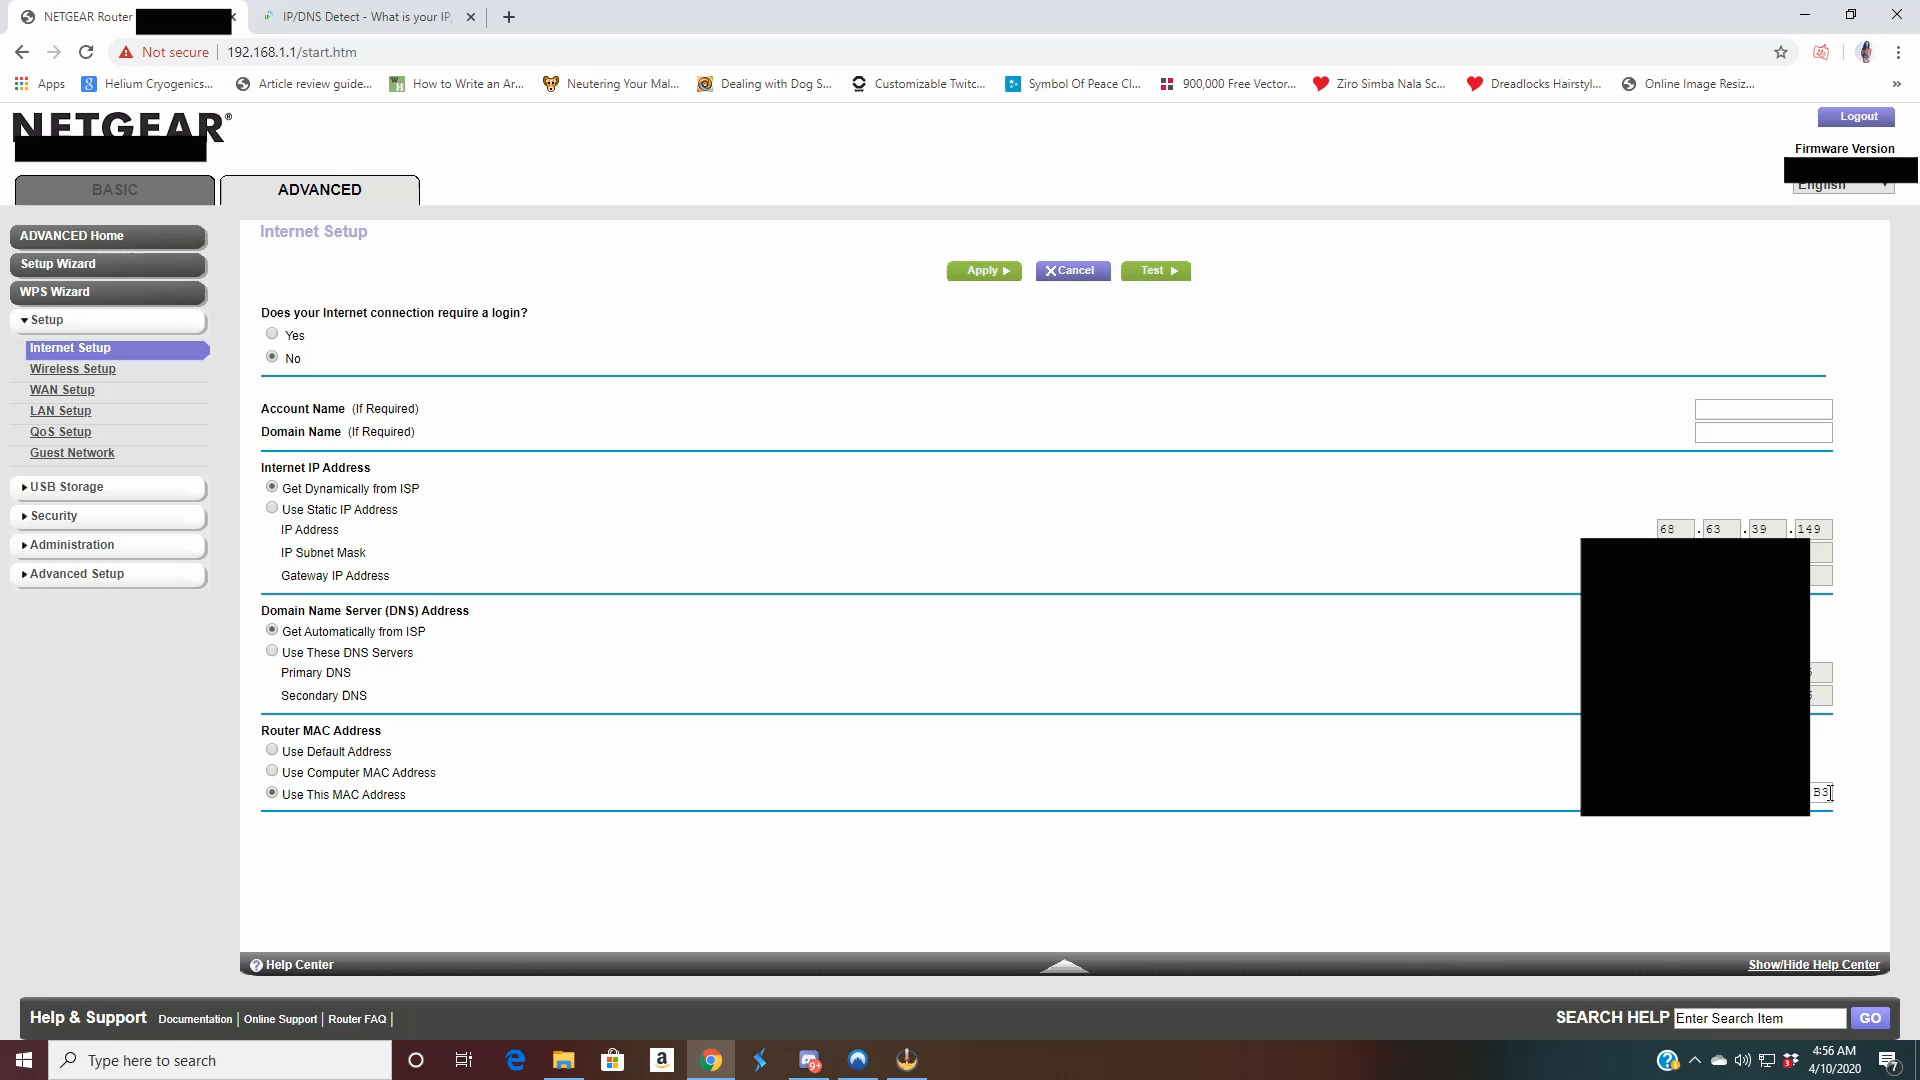 NETGEAR Router
IP/DNS Detect - What is your IP,
Not secure
192.168.1.1/start.htm
Apps
Helium Cryogenics...
Article review guide...
How to Write an Ar...
Neutering Your Mal...
Dealing with Dog S...
Customizable Twitc...
Symbol Of Peace Cl...
900,000 Free Vector...
Ziro Simba Nala Sc...
Dreadlocks Hairstyl...
Online Image Resiz...
»
NETGEAR®
Logout
Firmware Version
English
BASIC
ADVANCED
ADVANCED Home
Setup Wizard
WPS Wizard
Setup
Internet Setup
Wireless Setup
WAN Setup
LAN Setup
QoS Setup
Guest Network
USB Storage
Security
Administration
Advanced Setup
Internet Setup
Apply
Cancel
Test
Does your Internet connection require a login?
Yes
No
Account Name (If Required)
Domain Name (If Required)
Internet IP Address
Get Dynamically from ISP
Use Static IP Address
IP Address 68 . 63 . 39 . 149
IP Subnet Mask
Gateway IP Address
Domain Name Server (DNS) Address
Get Automatically from ISP
Use These DNS Servers
Primary DNS
Secondary DNS
Router MAC Address
Use Default Address
Use Computer MAC Address
Use This MAC Address B3
Help Center
Show/Hide Help Center
Help & Support Documentation | Online Support | Router FAQ |
SEARCH HELP Enter Search Item GO
Type here to search
9+
3
4:56 AM
4/10/2020
7